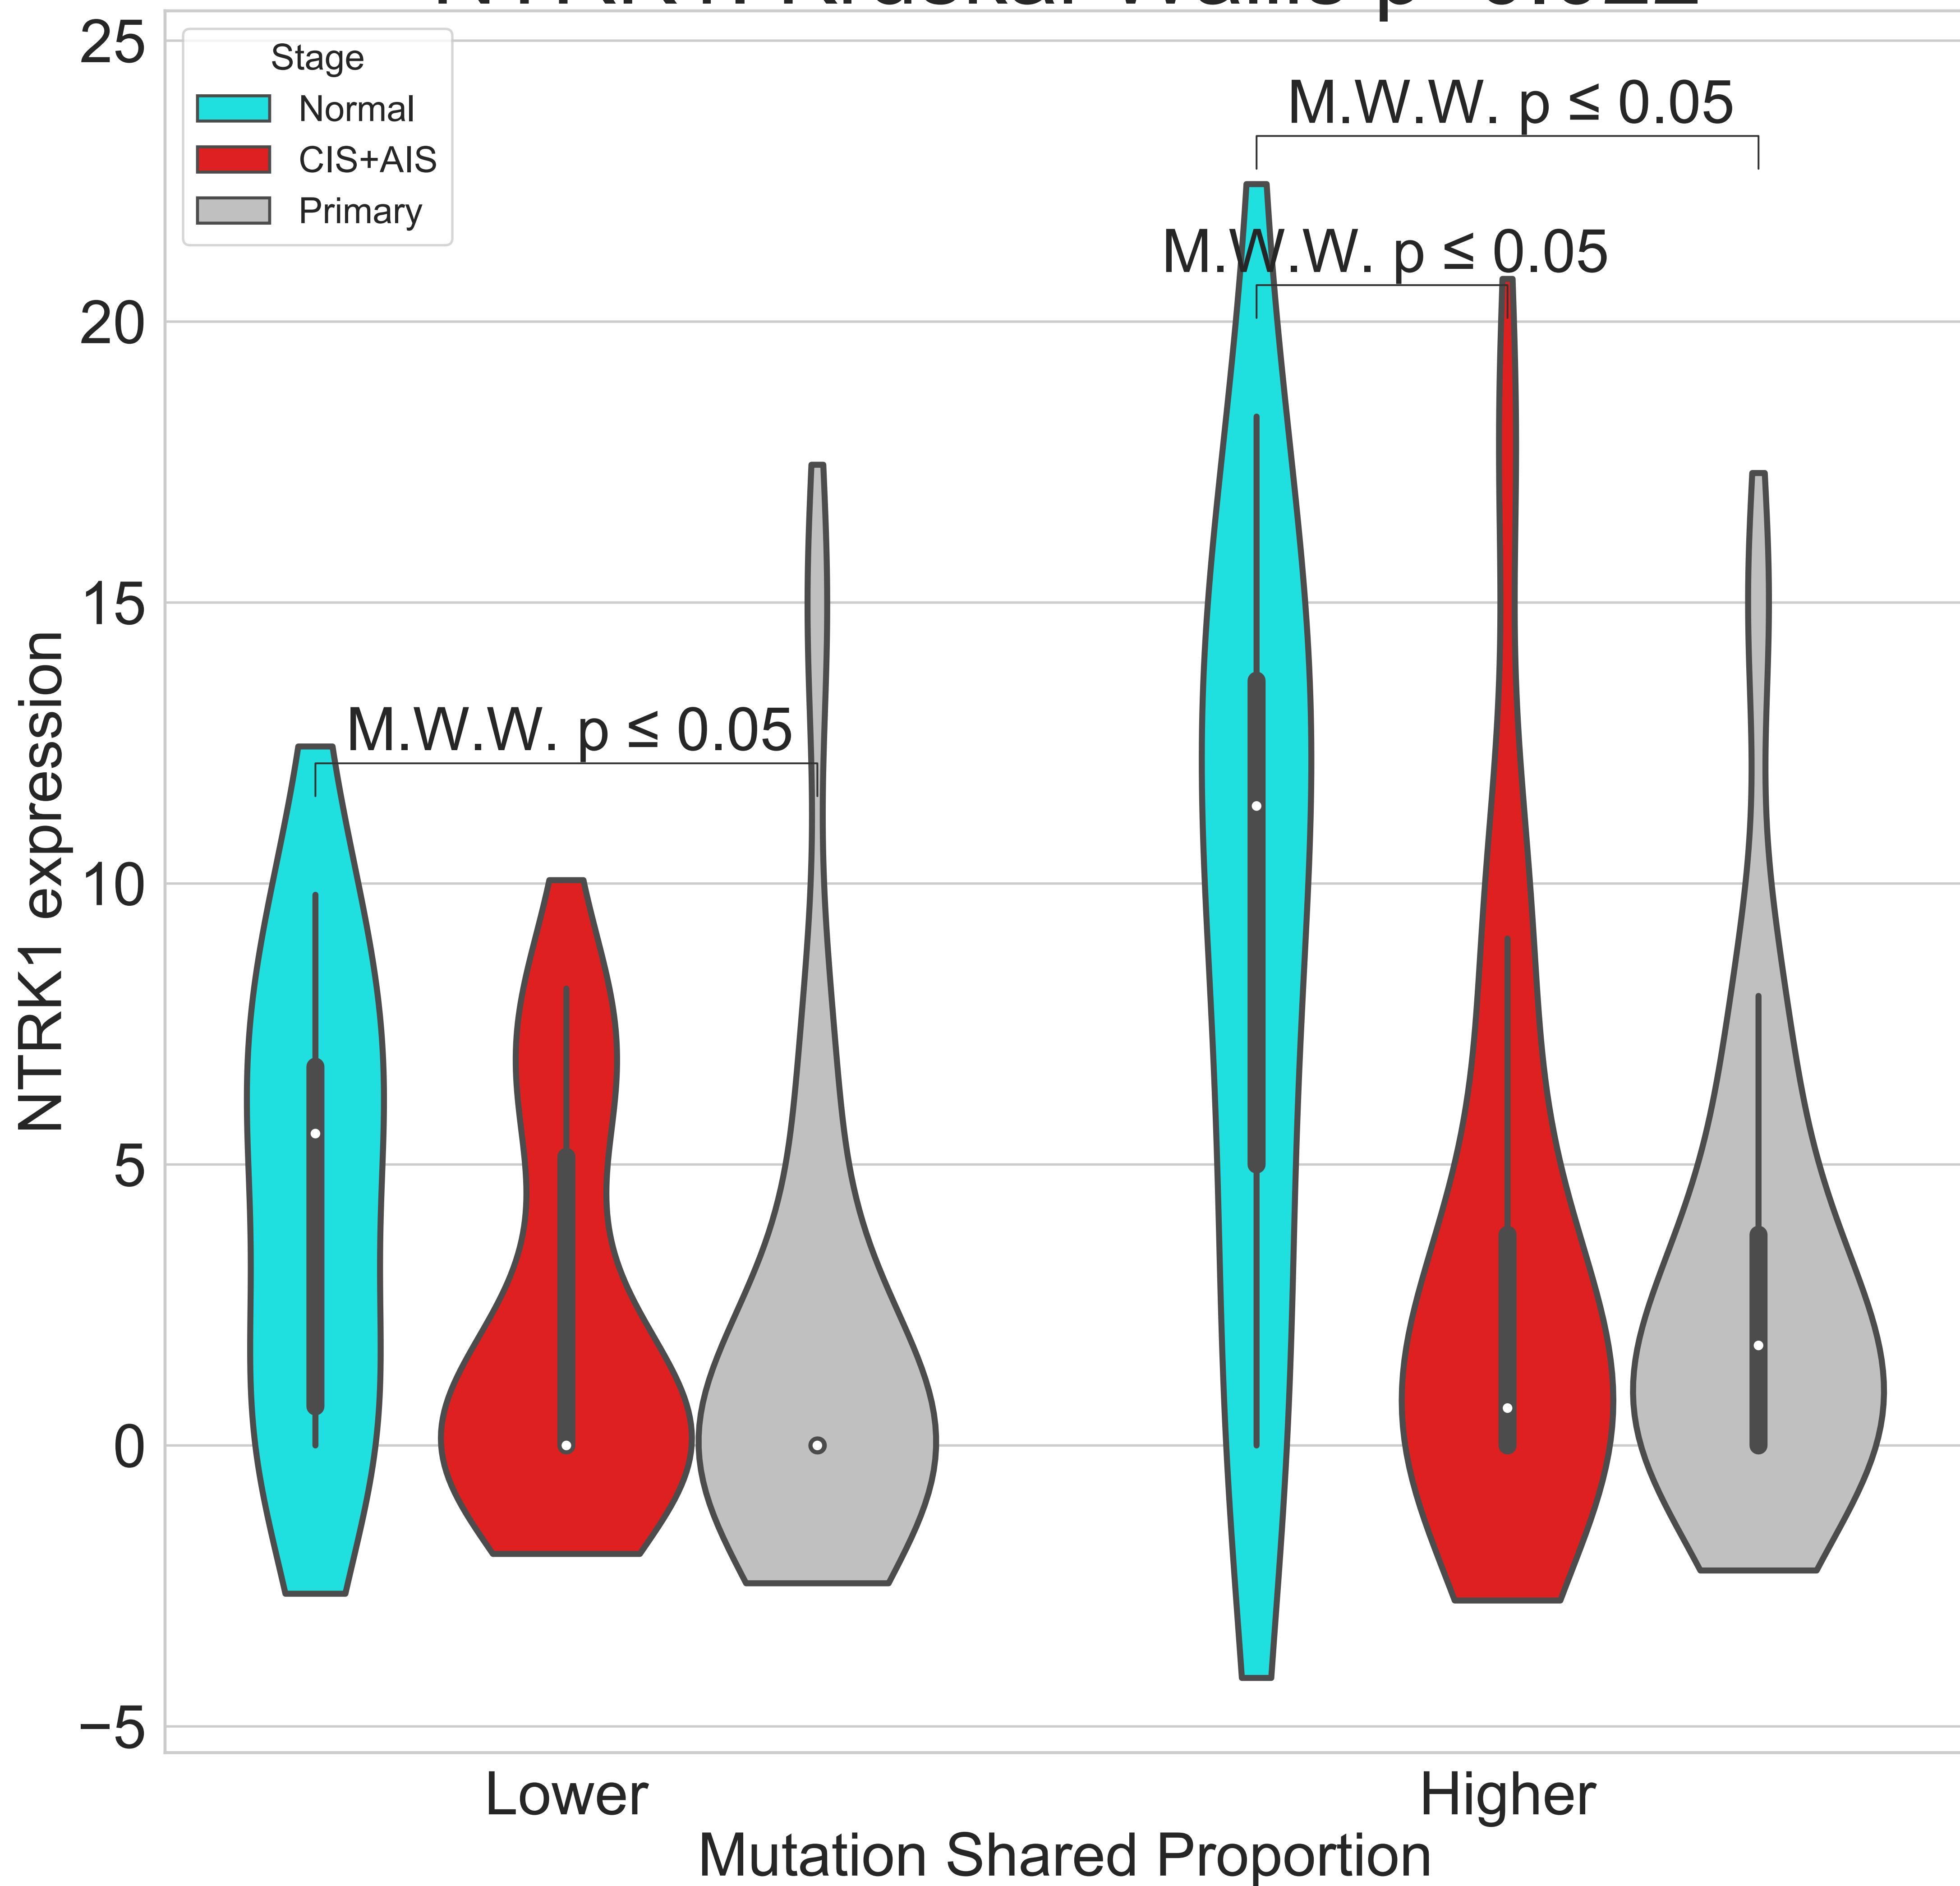 25
20
15
10
5
0
−5
NTRK1 expression
Stage
Normal
CIS+AIS
Primary
M.W.W. p ≤ 0.05
M.W.W. p ≤ 0.05
M.W.W. p ≤ 0.05
Lower
Higher
Mutation Shared Proportion